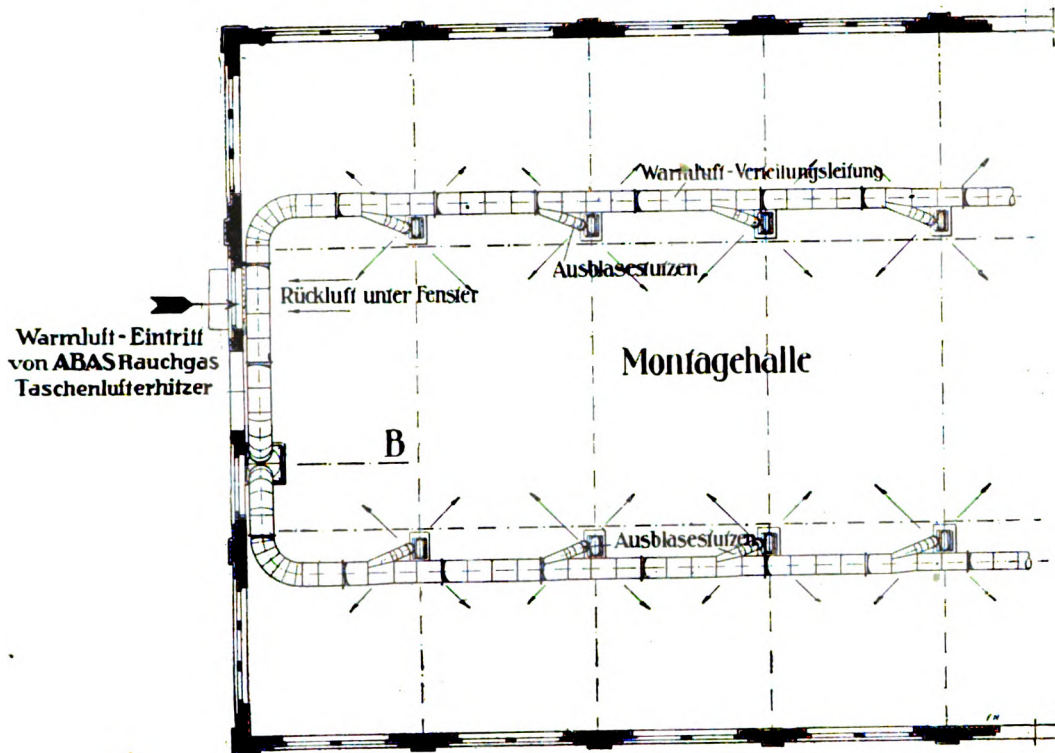 Warmluft-Verteilungsleitung
Ausblasestutzen
Rückluft unter Fenster
Warmluft-Eintritt
von ABAS Rauchgas
Taschenlufterhitzer
Montagehalle
B
Ausblasestutzen